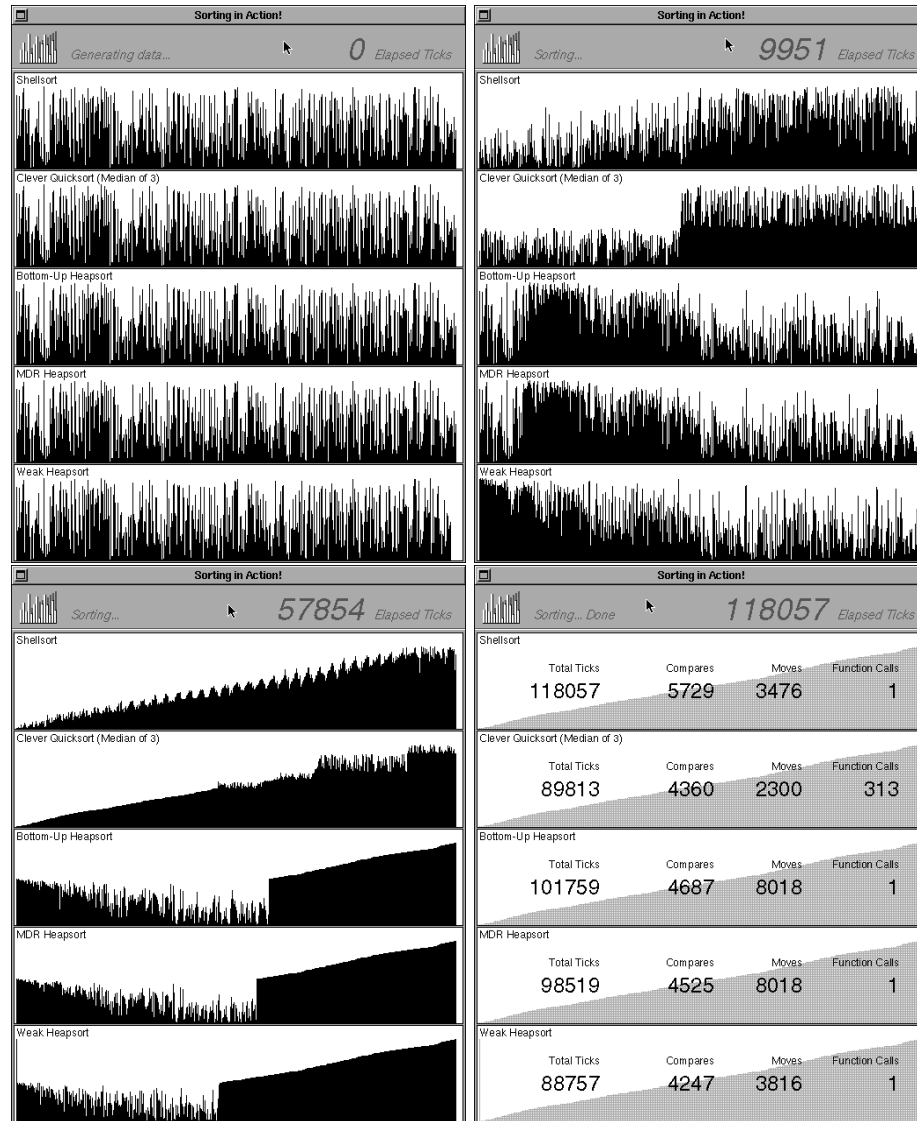 Sorting in Action!
Generating data... 0 Elapsed Ticks
Shellsort
Clever Quicksort (Median of 3)
Bottom-Up Heapsort
MDR Heapsort
Weak Heapsort
Sorting in Action!
Sorting... 9951 Elapsed Ticks
Shellsort
Clever Quicksort (Median of 3)
Bottom-Up Heapsort
MDR Heapsort
Weak Heapsort
Sorting in Action!
Sorting... 57854 Elapsed Ticks
Shellsort
Clever Quicksort (Median of 3)
Bottom-Up Heapsort
MDR Heapsort
Weak Heapsort
Sorting in Action!
Sorting... Done 118057 Elapsed Ticks
Shellsort
Total Ticks Compares Moves Function Calls
118057 5729 3476 1
Clever Quicksort (Median of 3)
Total Ticks Compares Moves Function Calls
89813 4360 2300 313
Bottom-Up Heapsort
Total Ticks Compares Moves Function Calls
101759 4687 8018 1
MDR Heapsort
Total Ticks Compares Moves Function Calls
98519 4525 8018 1
Weak Heapsort
Total Ticks Compares Moves Function Calls
88757 4247 3816 1